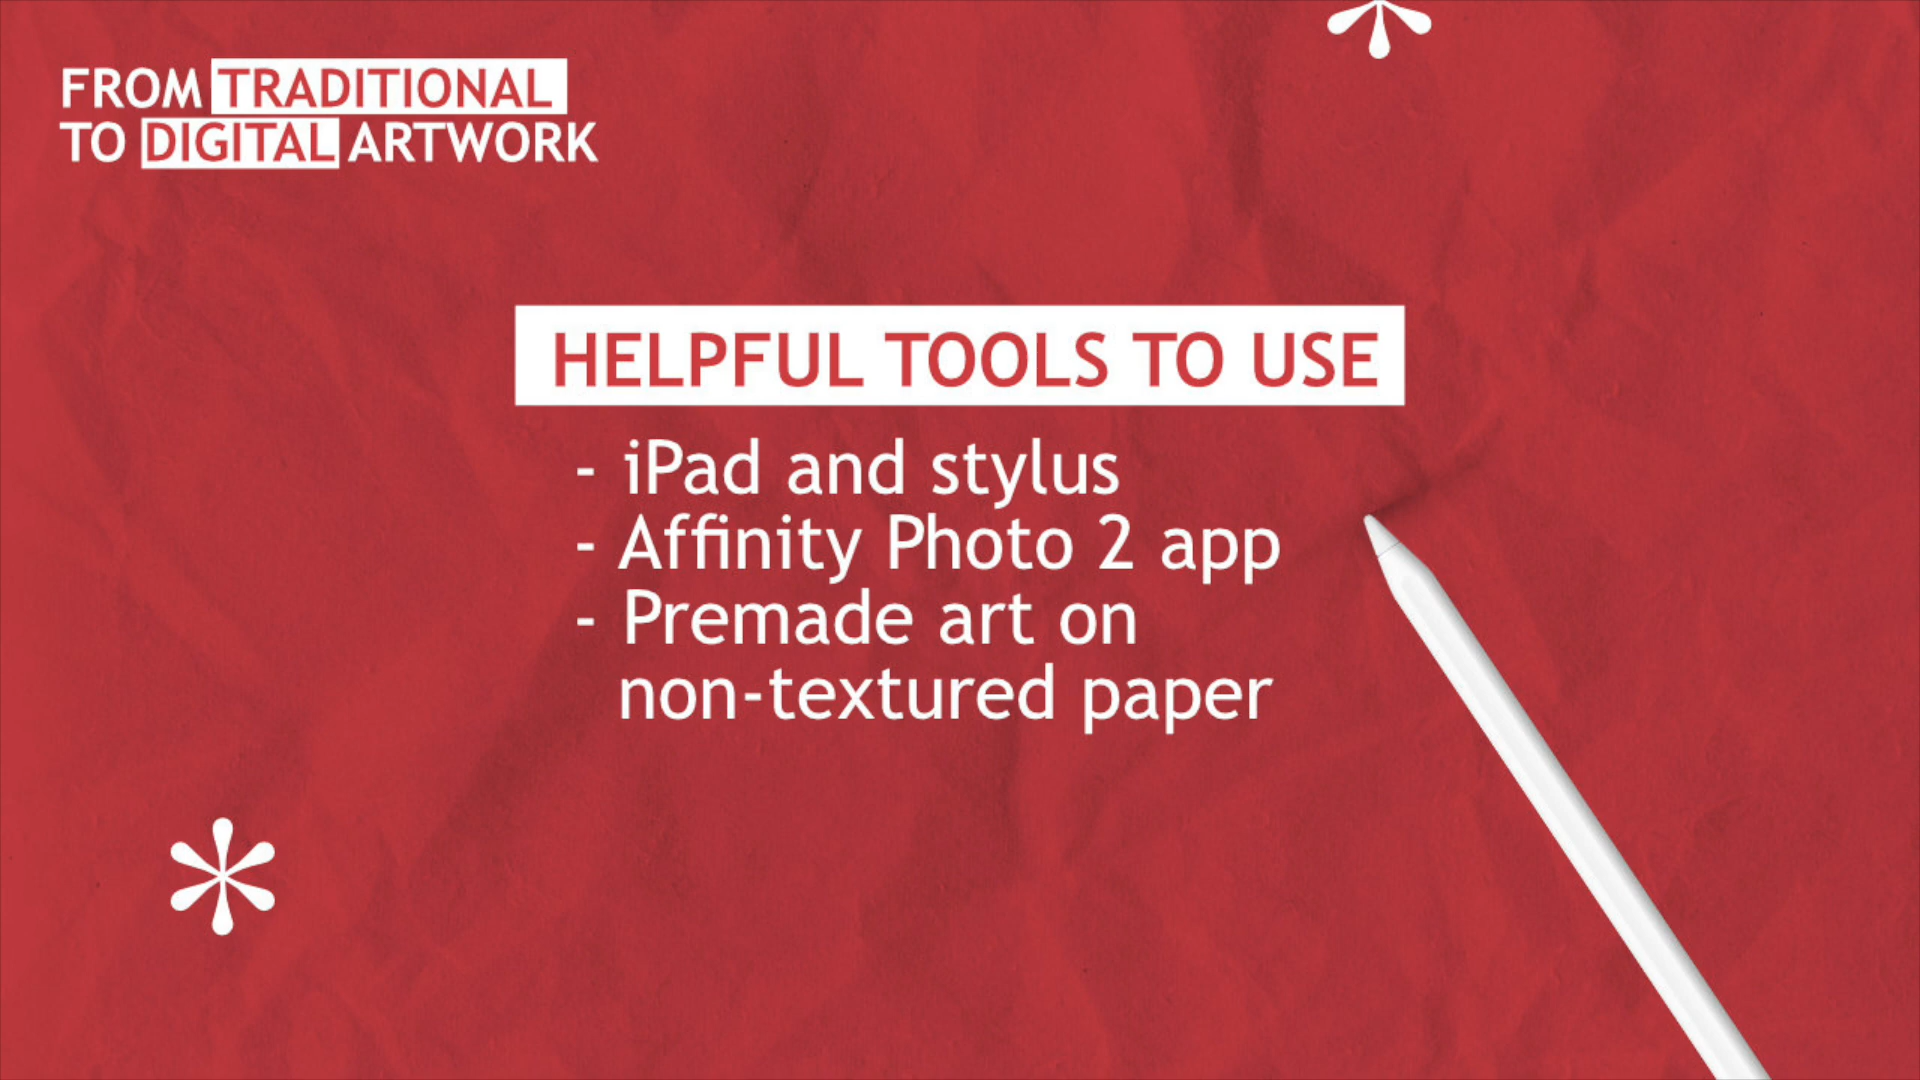 FROM TRADITIONAL
TO DIGITAL ARTWORK
HELPFUL TOOLS TO USE
- iPad and stylus
- Affinity Photo 2 app
- Premade art on
non-textured paper